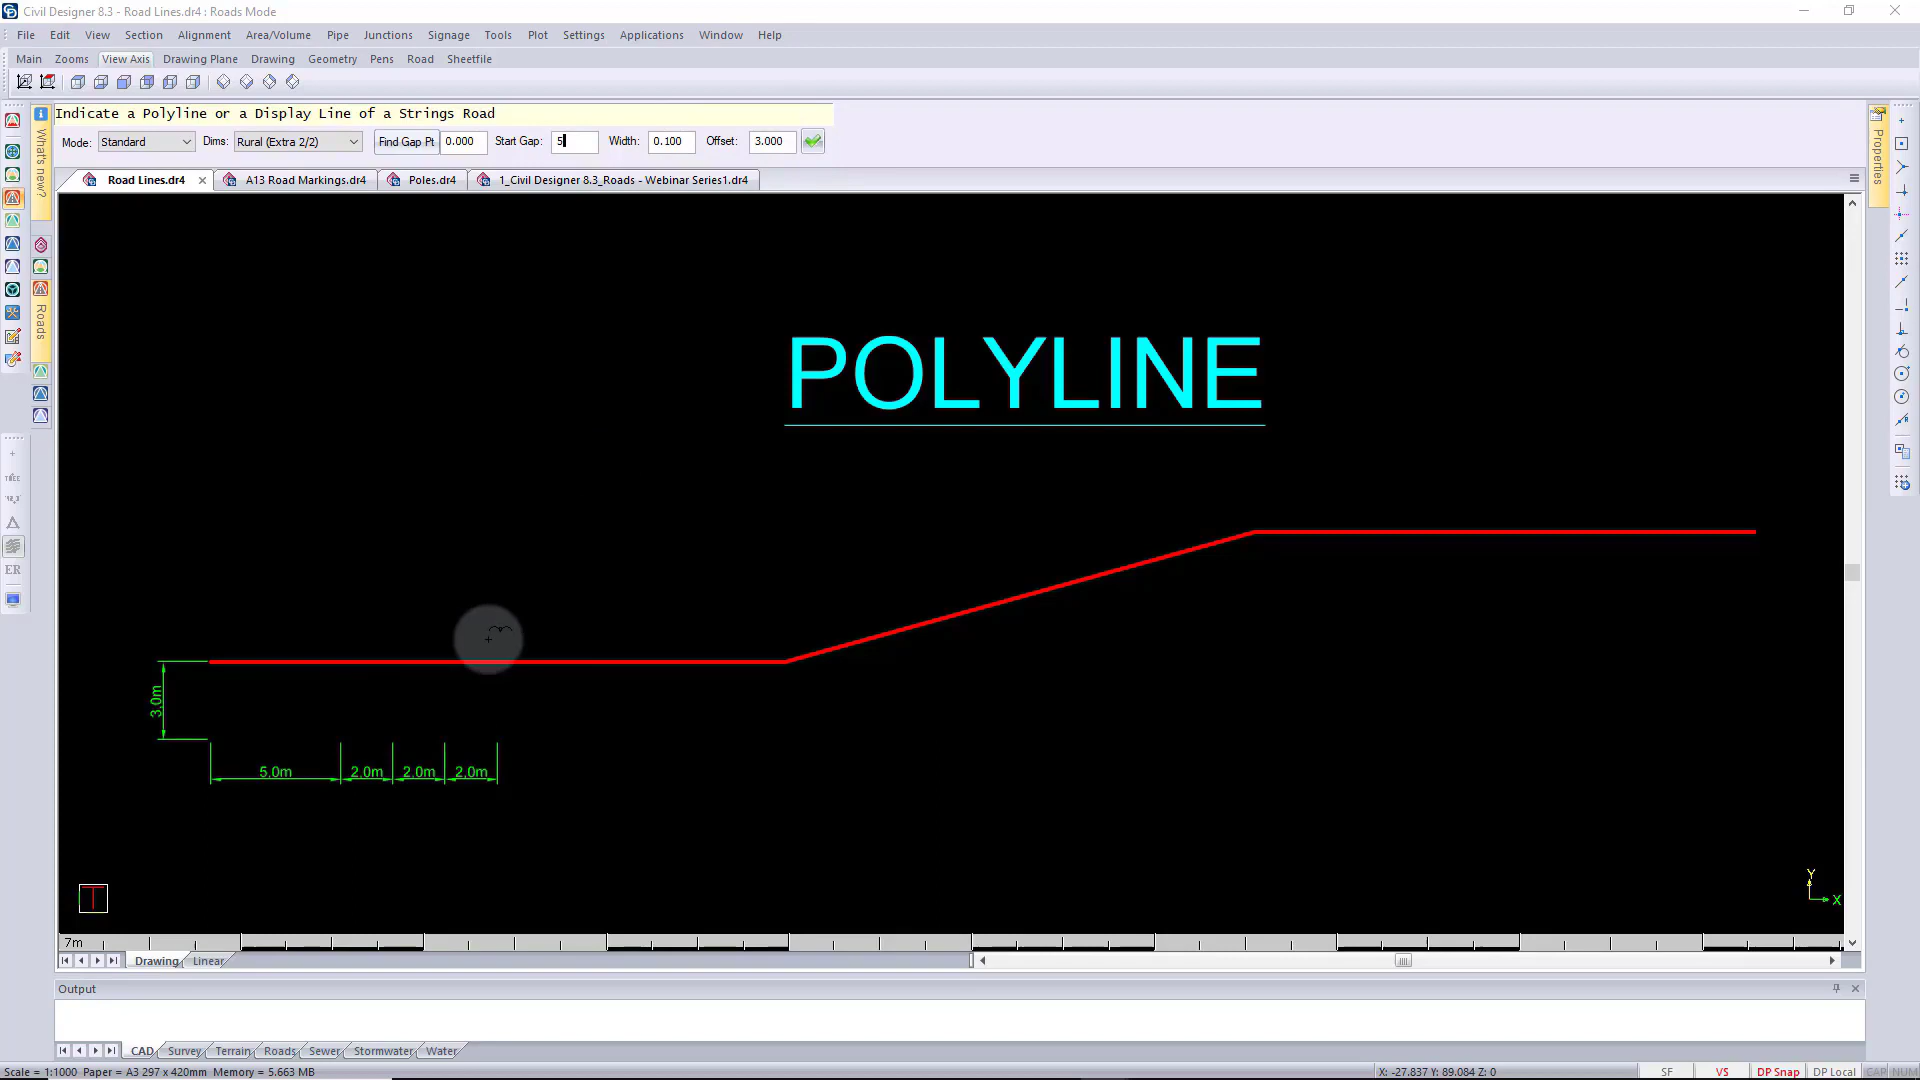 Civil Designer 8.3 - Road Lines.dr4 : Roads Mode
File Edit View Section Alignment Area/Volume Pipe Junctions Signage Tools Plot Settings Applications Window Help
Main Zooms View Axis Drawing Plane Drawing Geometry Pens Road Sheetfile
Indicate a Polyline or a Display Line of a Strings Road
Mode: Standard Dims: Rural (Extra 2/2) Find Gap Pt 0.000 Start Gap: 5 Width: 0.100 Offset: 3.000
Road Lines.dr4 A13 Road Markings.dr4 Poles.dr4 1_Civil Designer 8.3_Roads - Webinar Series1.dr4
What's new?
Properties
Roads
POLYLINE
3,0m
5,0m 2,0m 2,0m 2,0m
TREE
ER
T
Y
X
7m
Drawing Linear
Output
CAD Survey Terrain Roads Sewer Stormwater Water
Scale = 1:1000 Paper = A3 297 x 420mm Memory = 5.663 MB X: -27.837 Y: 89.084 Z: 0 SF VS DP Snap DP Local CAP NUM